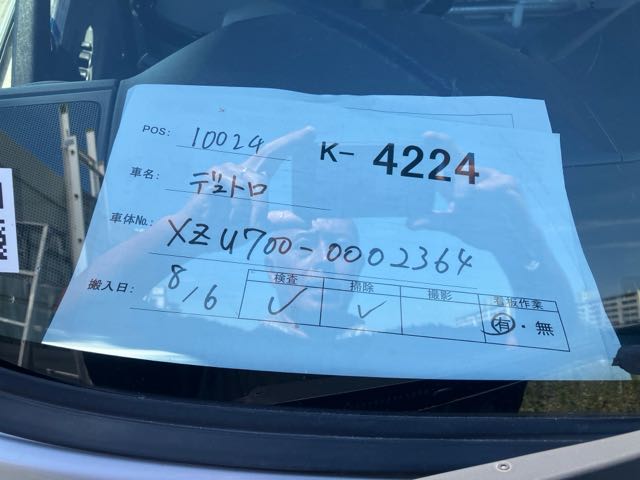 POS: 10024
K- 4224
車名: デュトロ
車体No.: XZU700-0002364
搬入日: 8/6
検査 掃除 撮影 看板作業
✓ ✓ 有・無